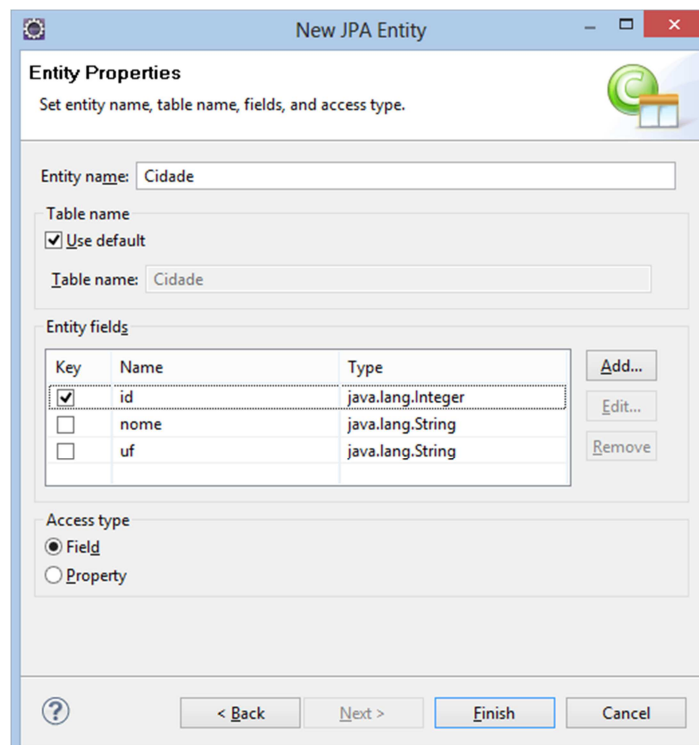 New JPA Entity
Entity Properties
Set entity name, table name, fields, and access type.
Entity name: Cidade
Table name
Use default
Table name: Cidade
Entity fields
Key Name Type
Add...
id java.lang.Integer
Edit...
nome java.lang.String
uf java.lang.String
Remove
Access type
Field
Property
? < Back Next > Finish Cancel